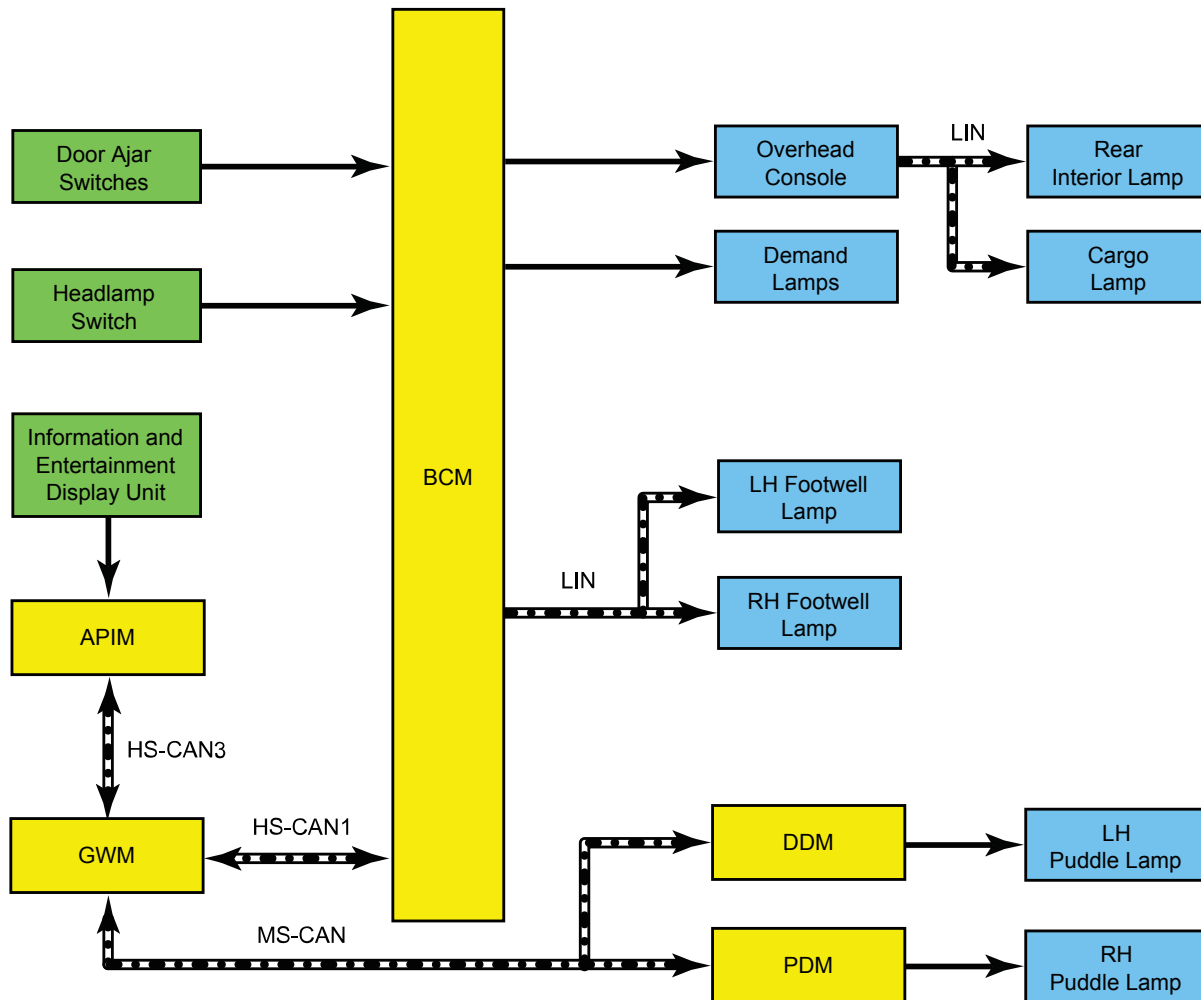 Door Ajar
Switches
Headlamp
Switch
Information and
Entertainment
Display Unit
APIM
HS-CAN3
GWM
HS-CAN1
MS-CAN
BCM
Overhead
Console
LIN
Rear
Interior Lamp
Demand
Lamps
Cargo
Lamp
LIN
LH Footwell
Lamp
RH Footwell
Lamp
DDM
LH
Puddle Lamp
PDM
RH
Puddle Lamp